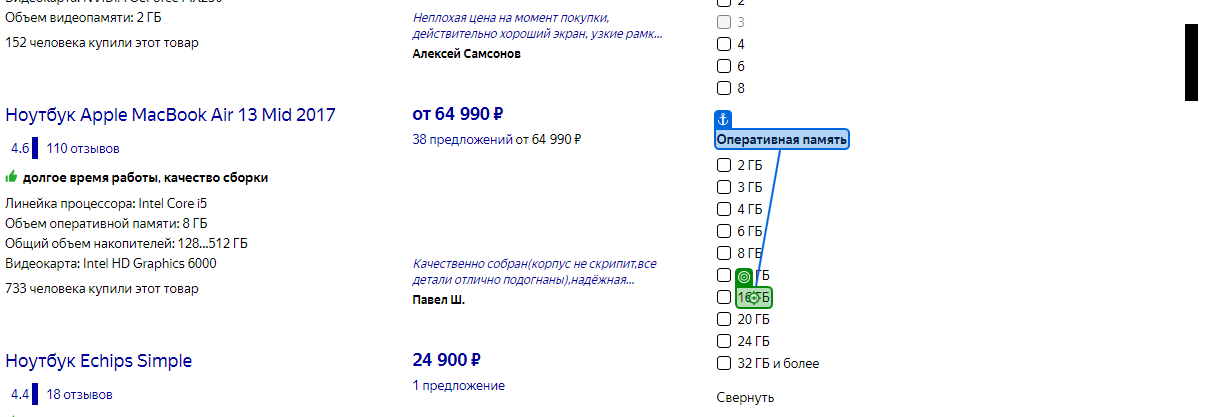 Объем видеопамяти: 2 ГБ
152 человека купили этот товар
Неплохая цена на момент покупки,
действительно хороший экран, узкие рамк...
Алексей Самсонов
Ноутбук Apple MacBook Air 13 Mid 2017
4.6 110 отзывов
долгое время работы, качество сборки
Линейка процессора: Intel Core i5
Объем оперативной памяти: 8 ГБ
Общий объем накопителей: 128...512 ГБ
Видеокарта: Intel HD Graphics 6000
733 человека купили этот товар
от 64 990 ₽
38 предложений от 64 990 ₽
Качественно собран(корпус не скрипит,все
детали отлично подогнаны),надёжная...
Павел Ш.
Ноутбук Echips Simple
4.4 18 отзывов
24 900 ₽
1 предложение
2
3
4
6
8
Оперативная память
2 ГБ
3 ГБ
4 ГБ
6 ГБ
8 ГБ
ГБ
16 ГБ
20 ГБ
24 ГБ
32 ГБ и более
Свернуть